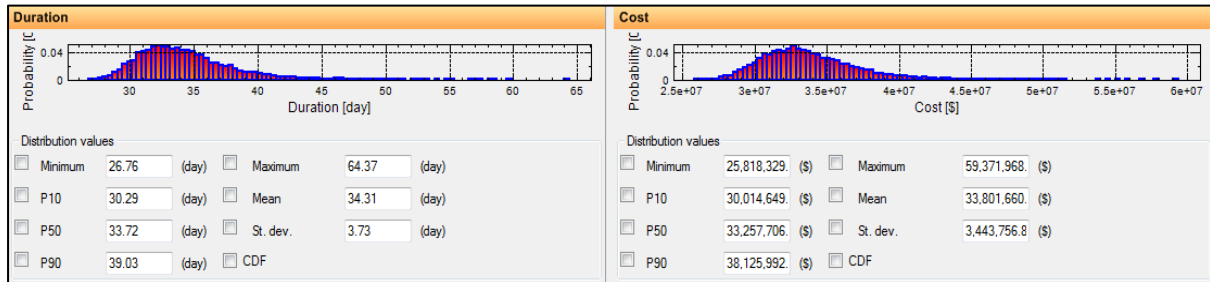 Duration
Probability [D
0.04
0
30 35 40 45 50 55 60 65
Duration [day]
Distribution values
Minimum 26.76 (day) Maximum 64.37 (day)
P10 30.29 (day) Mean 34.31 (day)
P50 33.72 (day) St. dev. 3.73 (day)
P90 39.03 (day) CDF
Cost
Probability [D
0.04
0
2.5e+07 3e+07 3.5e+07 4e+07 4.5e+07 5e+07 5.5e+07 6e+07
Cost [$]
Distribution values
Minimum 25,818,329. ($) Maximum 59,371,968. ($)
P10 30,014,649. ($) Mean 33,801,660. ($)
P50 33,257,706. ($) St. dev. 3,443,756.8 ($)
P90 38,125,992. ($) CDF